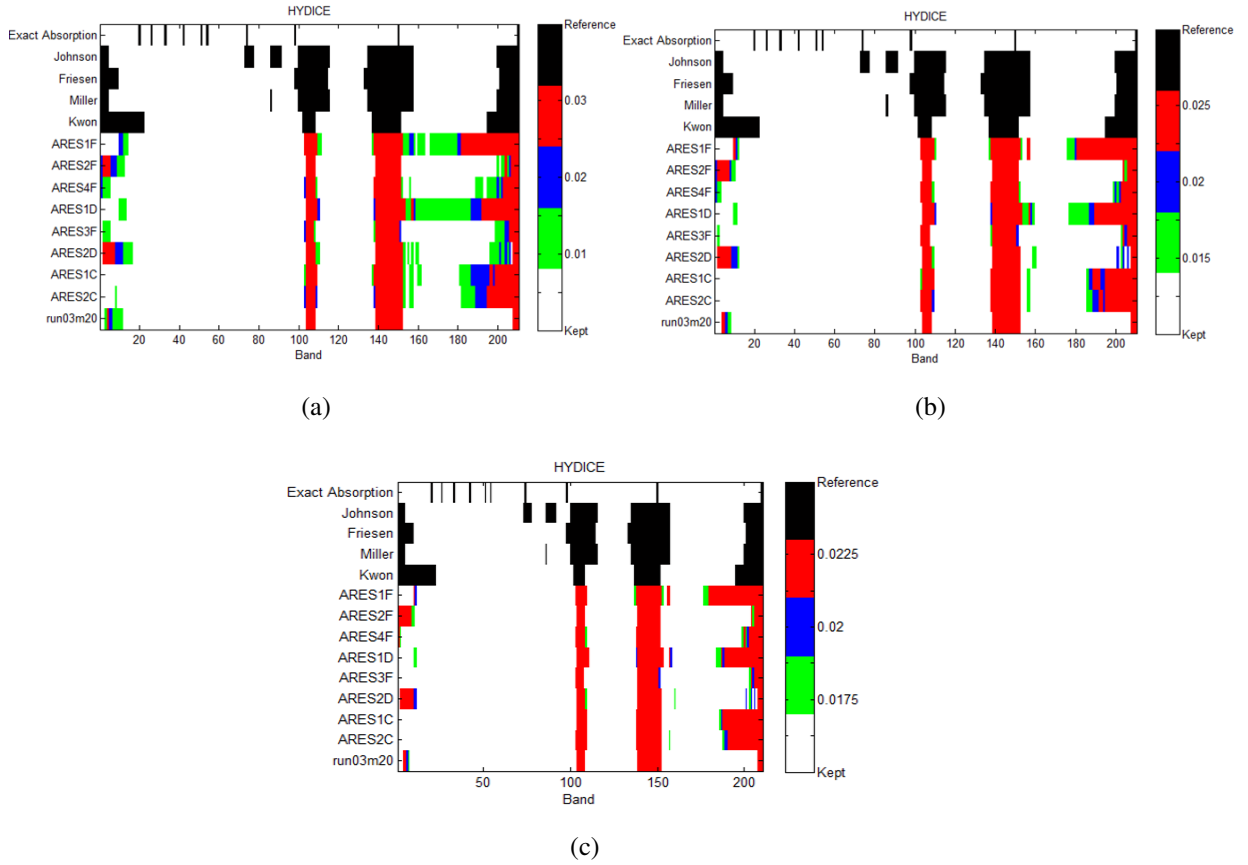 HYDICE
Exact Absorption
Johnson
Friesen
Miller
Kwon
ARES1F
ARES2F
ARES4F
ARES1D
ARES3F
ARES2D
ARES1C
ARES2C
run03m20
20 40 60 80 100 120 140 160 180 200
Band
Reference
0.03
0.02
0.01
Kept
(a)
HYDICE
Exact Absorption
Johnson
Friesen
Miller
Kwon
ARES1F
ARES2F
ARES4F
ARES1D
ARES3F
ARES2D
ARES1C
ARES2C
run03m20
20 40 60 80 100 120 140 160 180 200
Band
Reference
0.025
0.02
0.015
Kept
(b)
HYDICE
Exact Absorption
Johnson
Friesen
Miller
Kwon
ARES1F
ARES2F
ARES4F
ARES1D
ARES3F
ARES2D
ARES1C
ARES2C
run03m20
50 100 150 200
Band
Reference
0.0225
0.02
0.0175
Kept
(c)